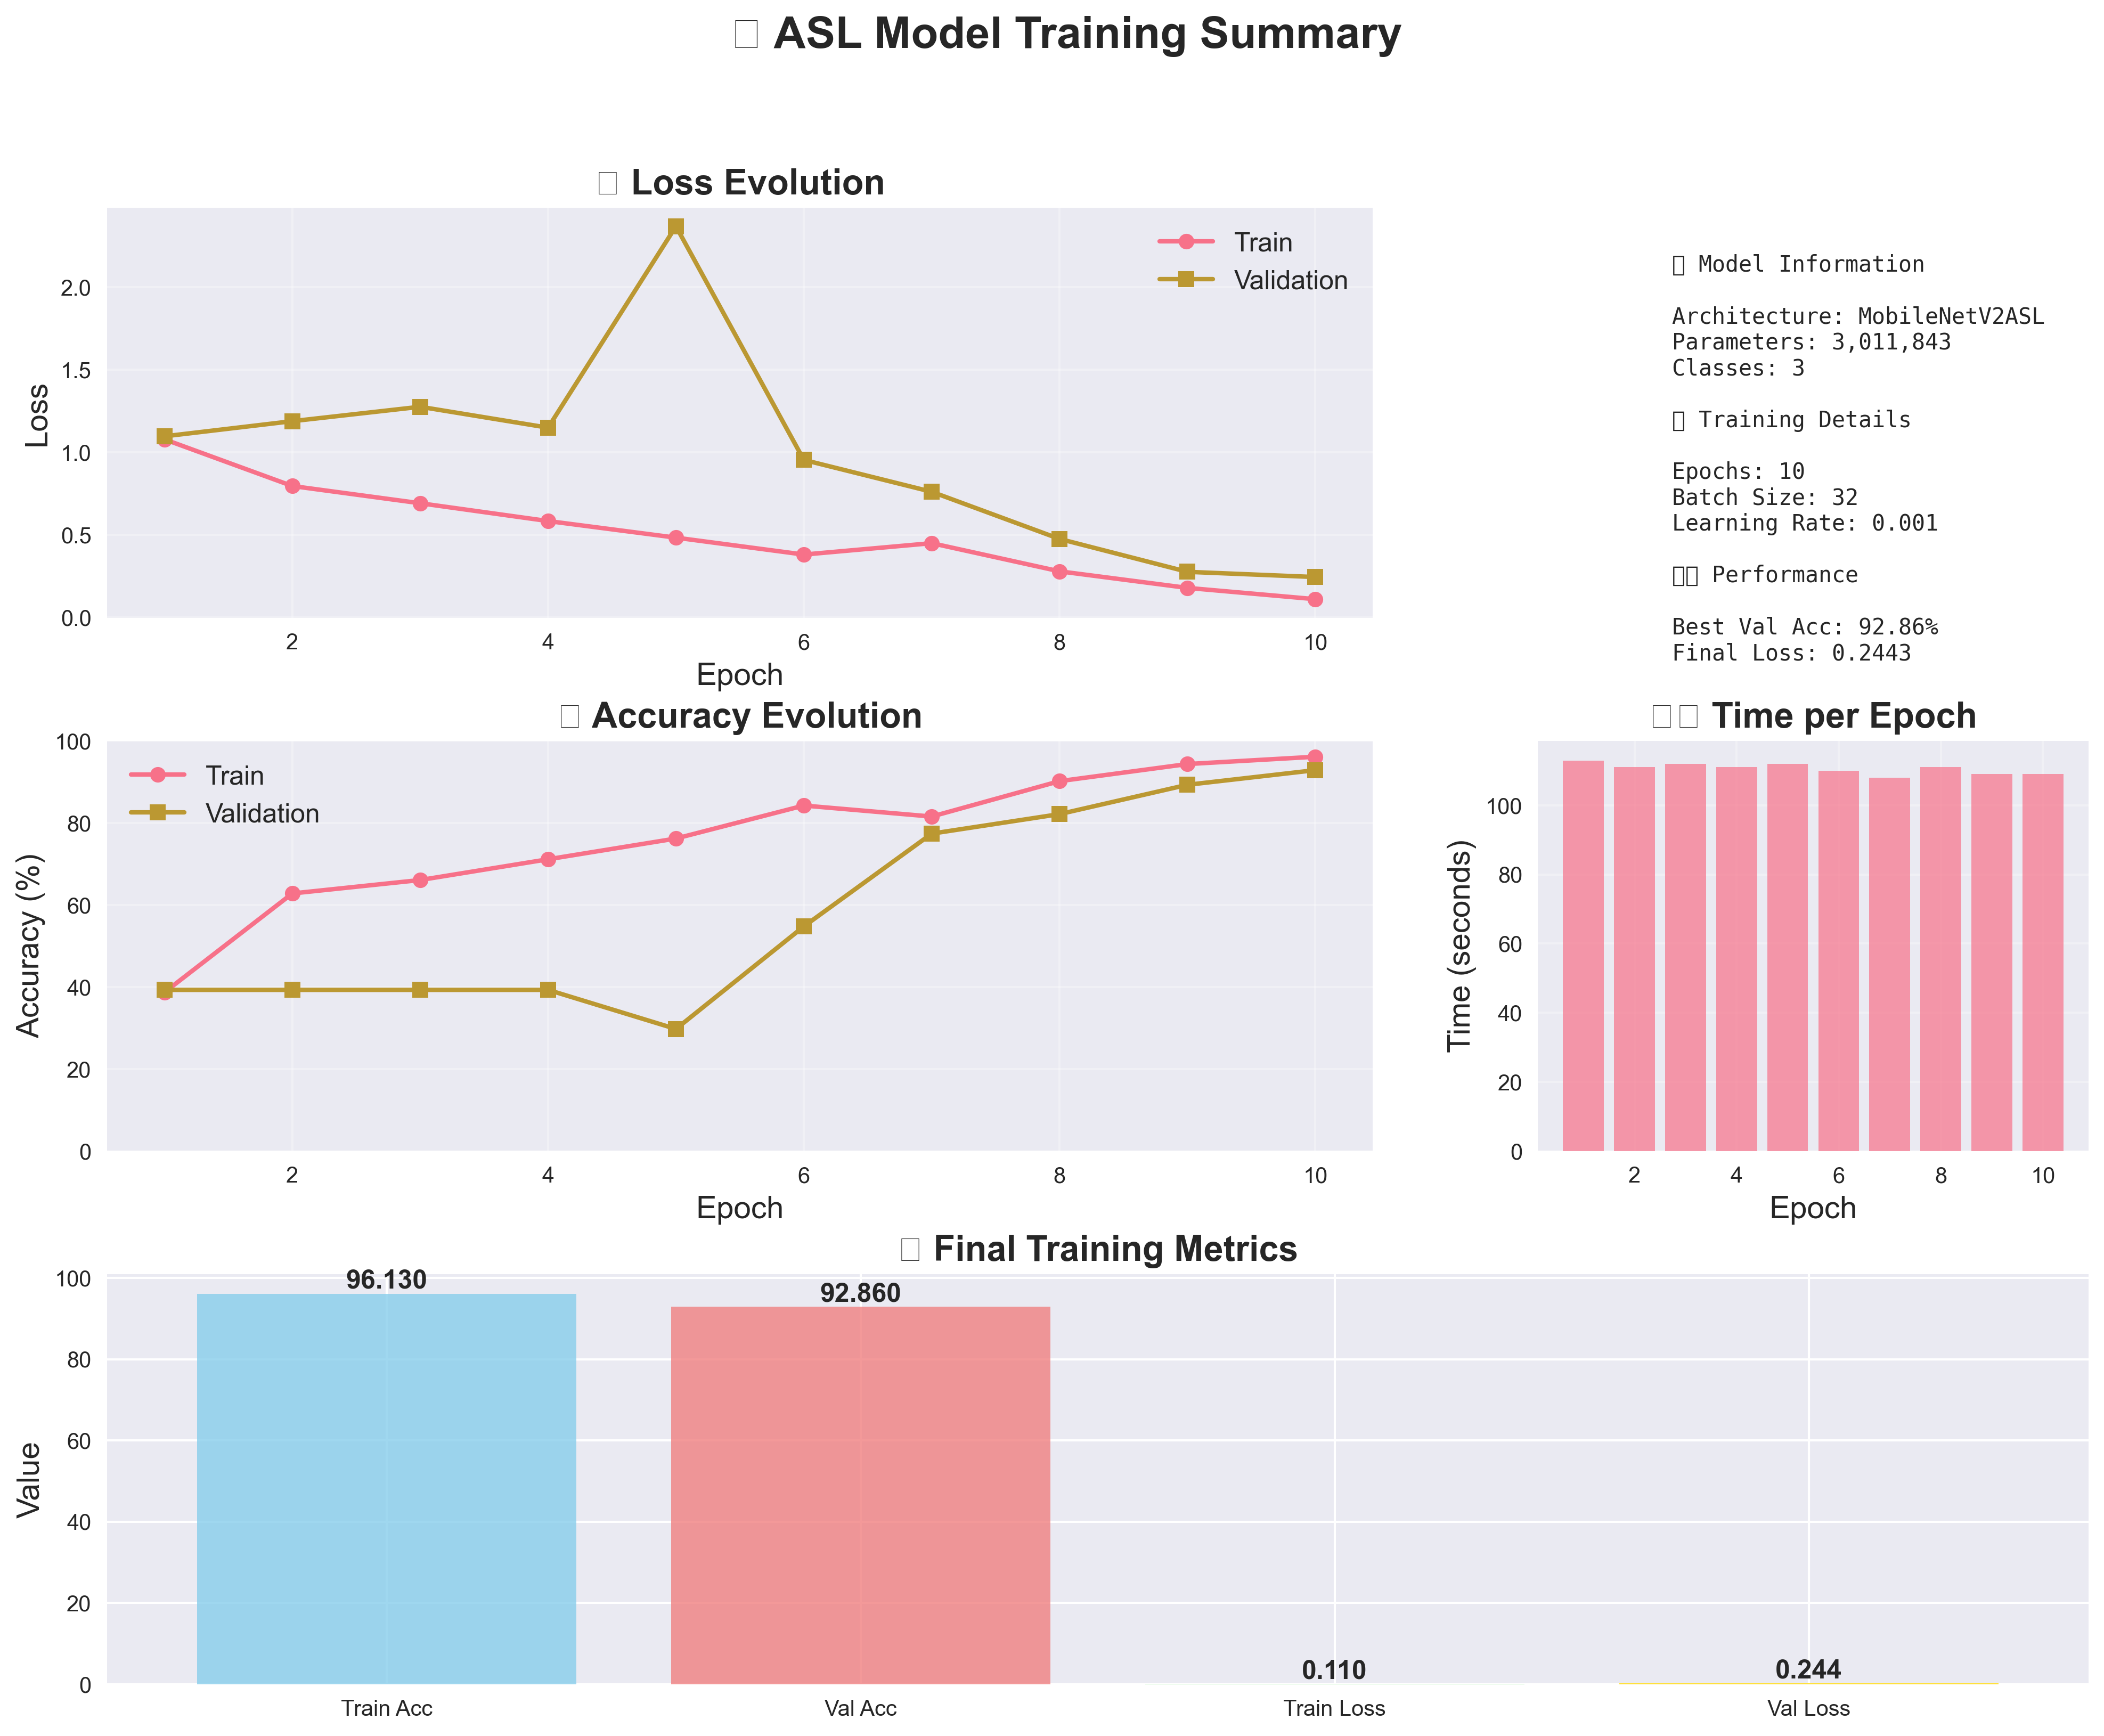 ASL Model Training Summary
Loss Evolution
Loss
2.0
1.5
1.0
0.5
0.0
Train
Validation
2 4 6 8 10
Epoch
Model Information
Architecture: MobileNetV2ASL
Parameters: 3,011,843
Classes: 3
Training Details
Epochs: 10
Batch Size: 32
Learning Rate: 0.001
Performance
Best Val Acc: 92.86%
Final Loss: 0.2443
Accuracy Evolution
Accuracy (%)
100
80
60
40
20
0
Train
Validation
2 4 6 8 10
Epoch
Time per Epoch
Time (seconds)
100
80
60
40
20
0
2 4 6 8 10
Epoch
Final Training Metrics
Value
100
80
60
40
20
0
96.130
92.860
0.110
0.244
Train Acc Val Acc Train Loss Val Loss